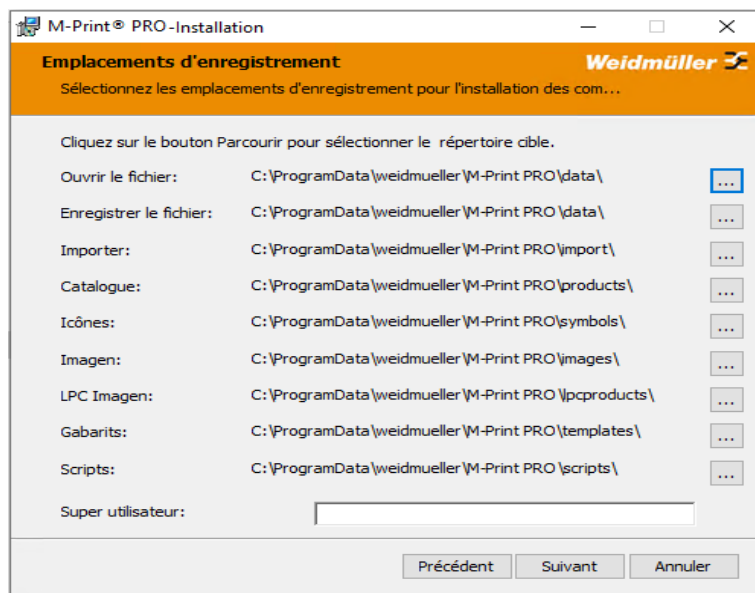 M-Print® PRO-Installation
Emplacements d'enregistrement
Weidmüller
Sélectionnez les emplacements d'enregistrement pour l'installation des com...
Cliquez sur le bouton Parcourir pour sélectionner le répertoire cible.
Ouvrir le fichier: C:\ProgramData\weidmueller\M-Print PRO\data\ ...
Enregistrer le fichier: C:\ProgramData\weidmueller\M-Print PRO\data\ ...
Importer: C:\ProgramData\weidmueller\M-Print PRO\import\ ...
Catalogue: C:\ProgramData\weidmueller\M-Print PRO\products\ ...
Icônes: C:\ProgramData\weidmueller\M-Print PRO\symbols\ ...
Imagen: C:\ProgramData\weidmueller\M-Print PRO\images\ ...
LPC Imagen: C:\ProgramData\weidmueller\M-Print PRO\lpcproducts\ ...
Gabarits: C:\ProgramData\weidmueller\M-Print PRO\templates\ ...
Scripts: C:\ProgramData\weidmueller\M-Print PRO\scripts\ ...
Super utilisateur:
Précédent Suivant Annuler